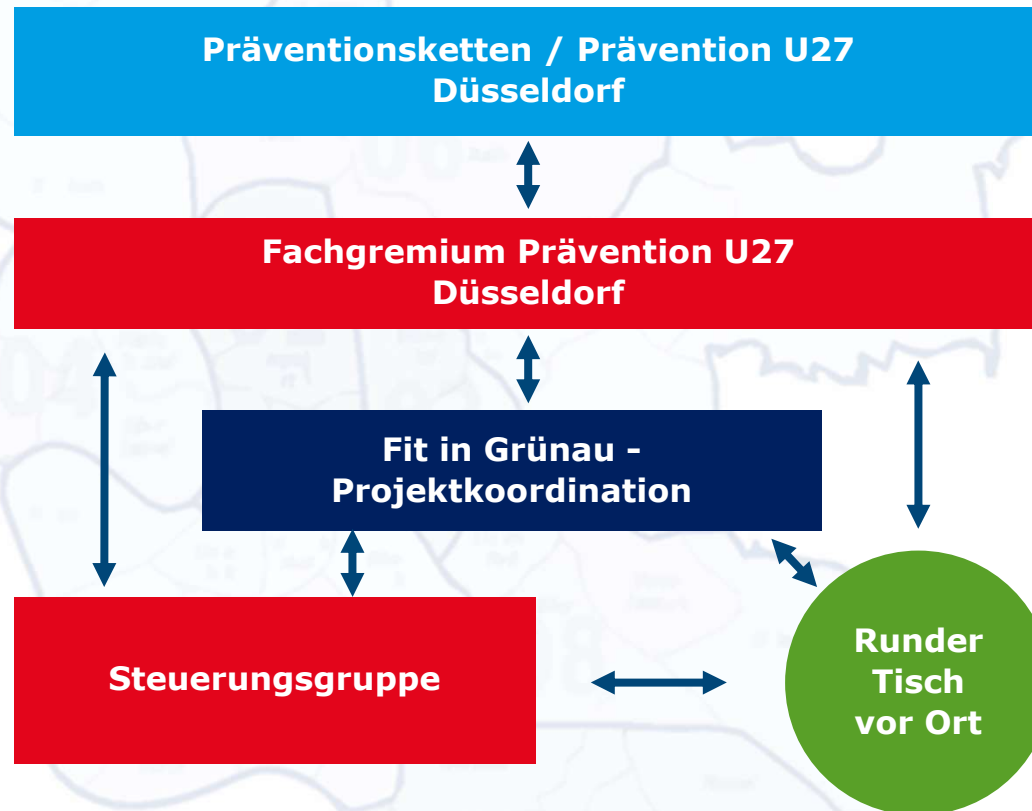 Präventionsketten / Prävention U27
Düsseldorf
Fachgremium Prävention U27
Düsseldorf
Fit in Grünau -
Projektkoordination
Steuerungsgruppe
Runder
Tisch
vor Ort